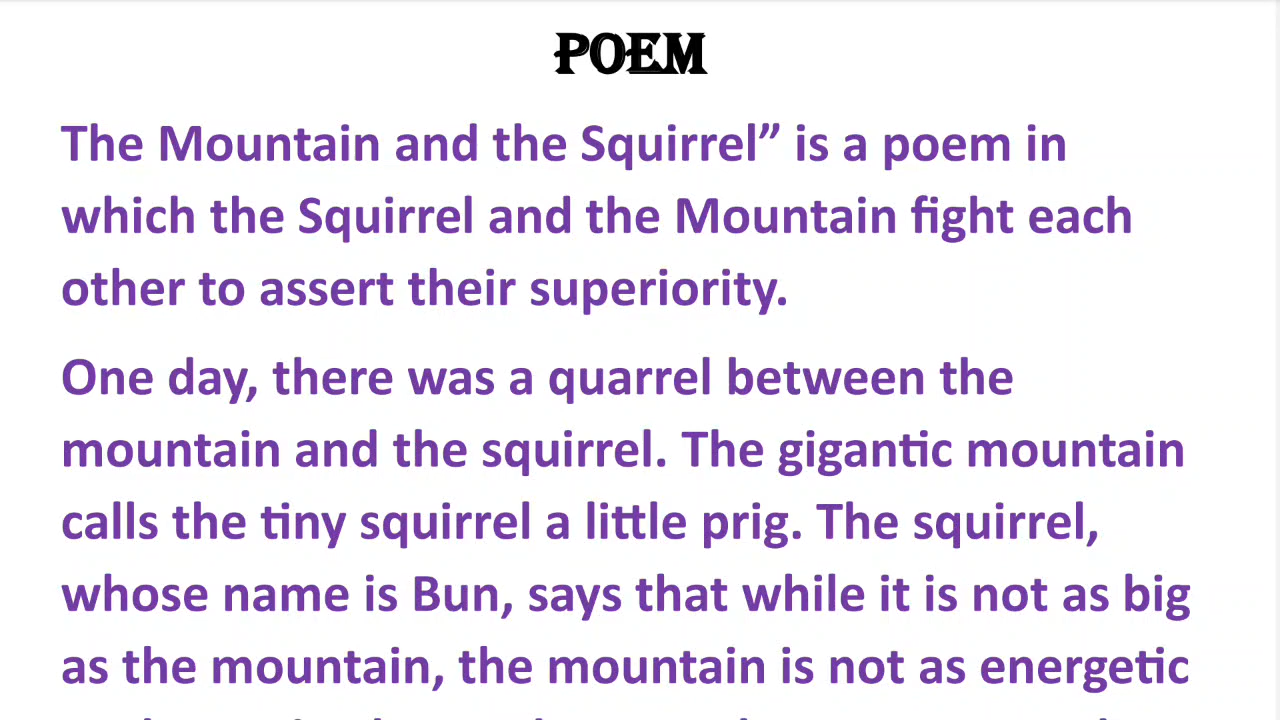 POEM
The Mountain and the Squirrel” is a poem in
which the Squirrel and the Mountain fight each
other to assert their superiority.
One day, there was a quarrel between the
mountain and the squirrel. The gigantic mountain
calls the tiny squirrel a little prig. The squirrel,
whose name is Bun, says that while it is not as big
as the mountain, the mountain is not as energetic